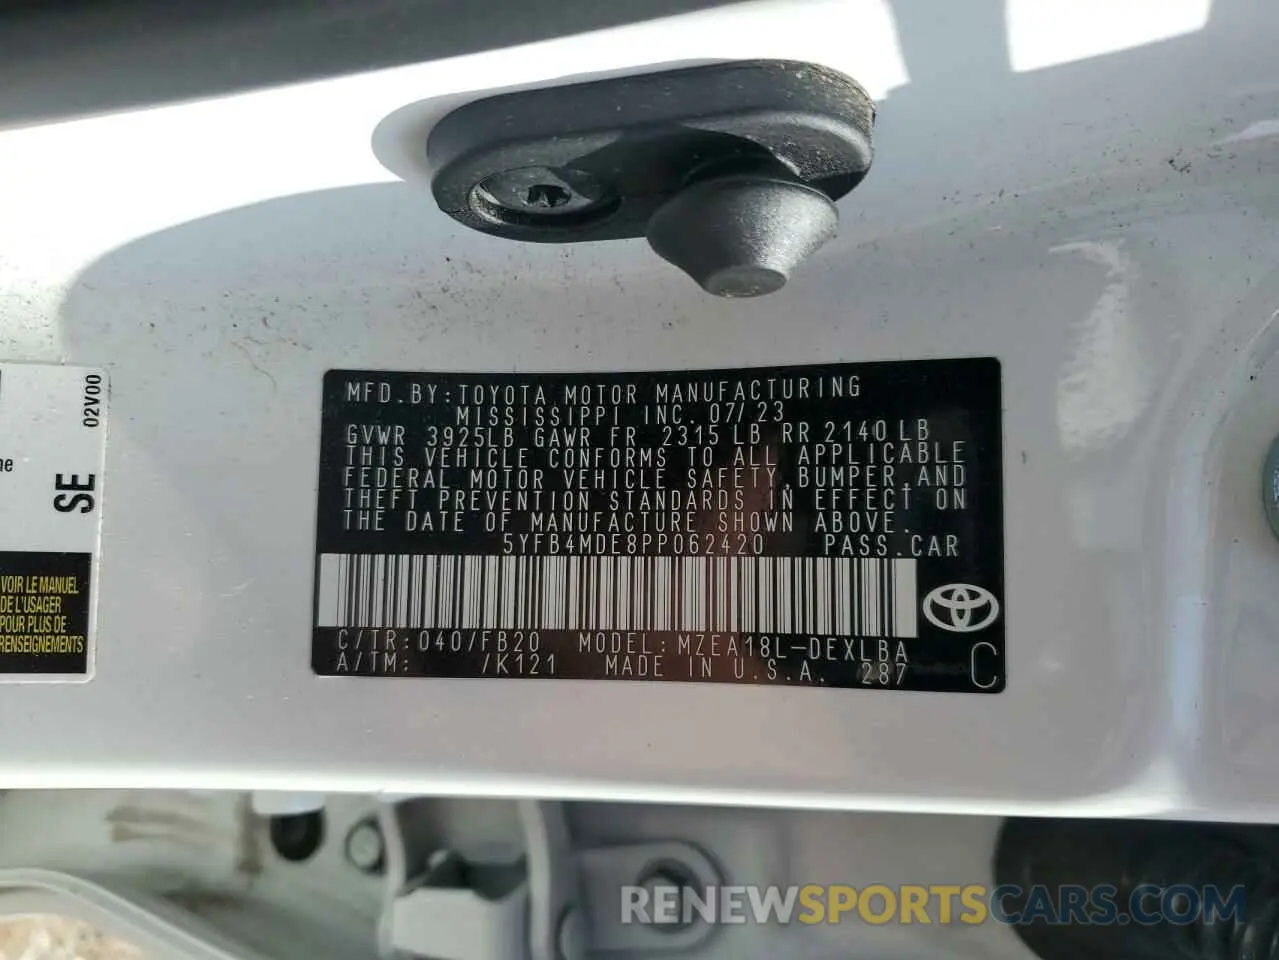 02V00
SE
VOIR LE MANUEL
DE L'USAGER
POUR PLUS DE
RENSEIGNEMENTS
MFD. BY: TOYOTA MOTOR MANUFACTURING
MISSISSIPPI INC. 07/23
GVWR 3925LB GAWR FR 2315 LB RR 2140 LB
THIS VEHICLE CONFORMS TO ALL APPLICABLE
FEDERAL MOTOR VEHICLE SAFETY, BUMPER, AND
THEFT PREVENTION STANDARDS IN EFFECT ON
THE DATE OF MANUFACTURE SHOWN ABOVE.
5YFB4MDE8PP062420 PASS. CAR
C/TR: 040/FB20 MODEL: MZEA18L-DEXLBA
A/TM: /K121 MADE IN U.S.A. 287 C
RENEWSPORTSCARS.COM